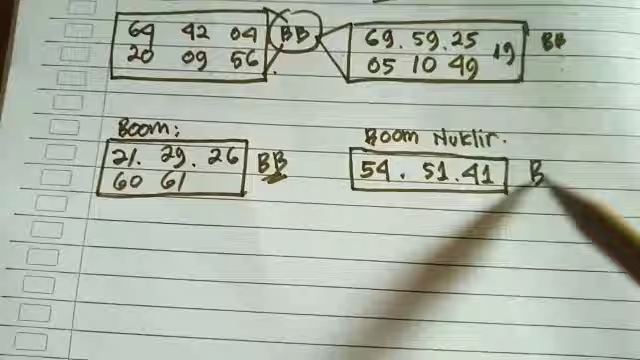 64 42 04 BB 69. 59. 25 19 BB
20 09 56 05 10 49
Boom: Boom Nuklir.
21. 29. 26 BB 54. 51. 41 B
60 61